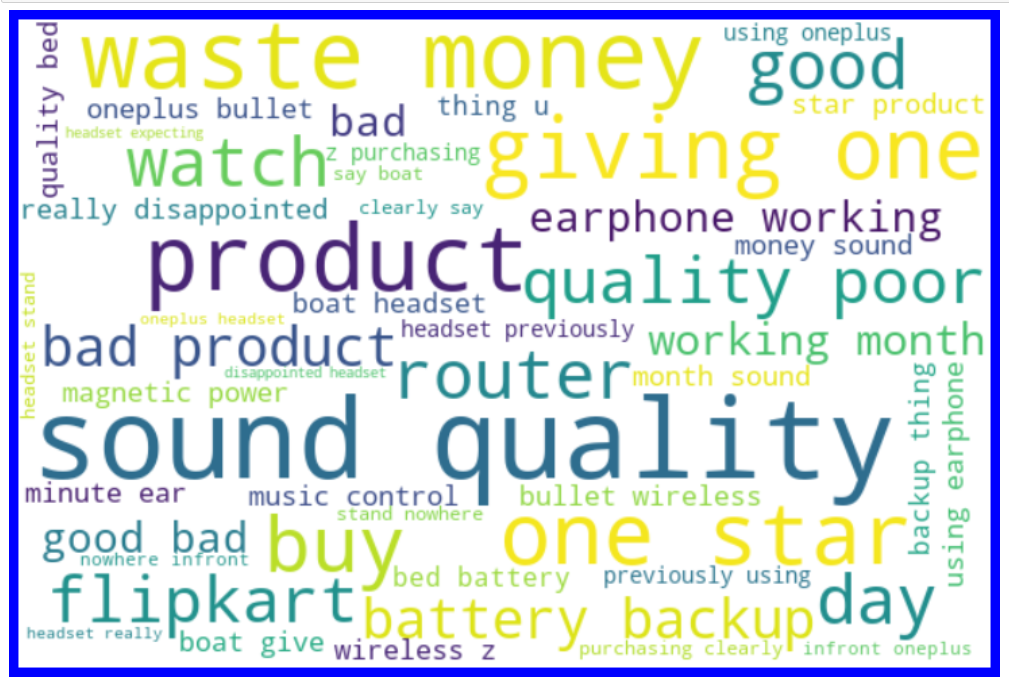 quality bed
waste money
using oneplus
good
oneplus bullet
bad
thing u
star product
headset expecting
watch
z purchasing
say boat
giving one
really disappointed
clearly say
earphone working
product
money sound
quality poor
boat headset
headset stand
oneplus headset
bad product
headset previously
working month
disappointed headset
router
month sound
magnetic power
sound quality
backup thing
using earphone
minute ear
music control
bullet wireless
stand nowhere
good bad
buy
one star
nowhere infront
bed battery
previously using
flipkart
battery backup
day
headset really
boat give
wireless z
purchasing clearly
infront oneplus